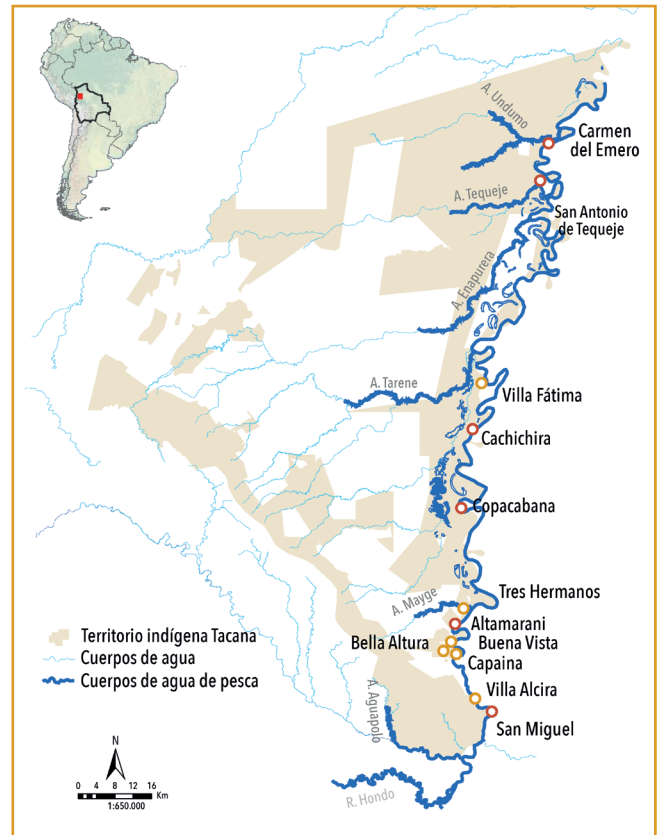 A. Undumo
Carmen
del Emero
A. Tequeje
San Antonio
de Tequeje
A. Enapurera
A. Tarene
Villa Fátima
Cachichira
Copacabana
Tres Hermanos
A. Mayge
Altamarani
Bella Altura
Buena Vista
Capaina
Territorio indígena Tacana
Cuerpos de agua
Cuerpos de agua de pesca
A. Aguapolo
Villa Alcira
San Miguel
N
0 4 8 12 16
Km
1:650.000
R. Hondo